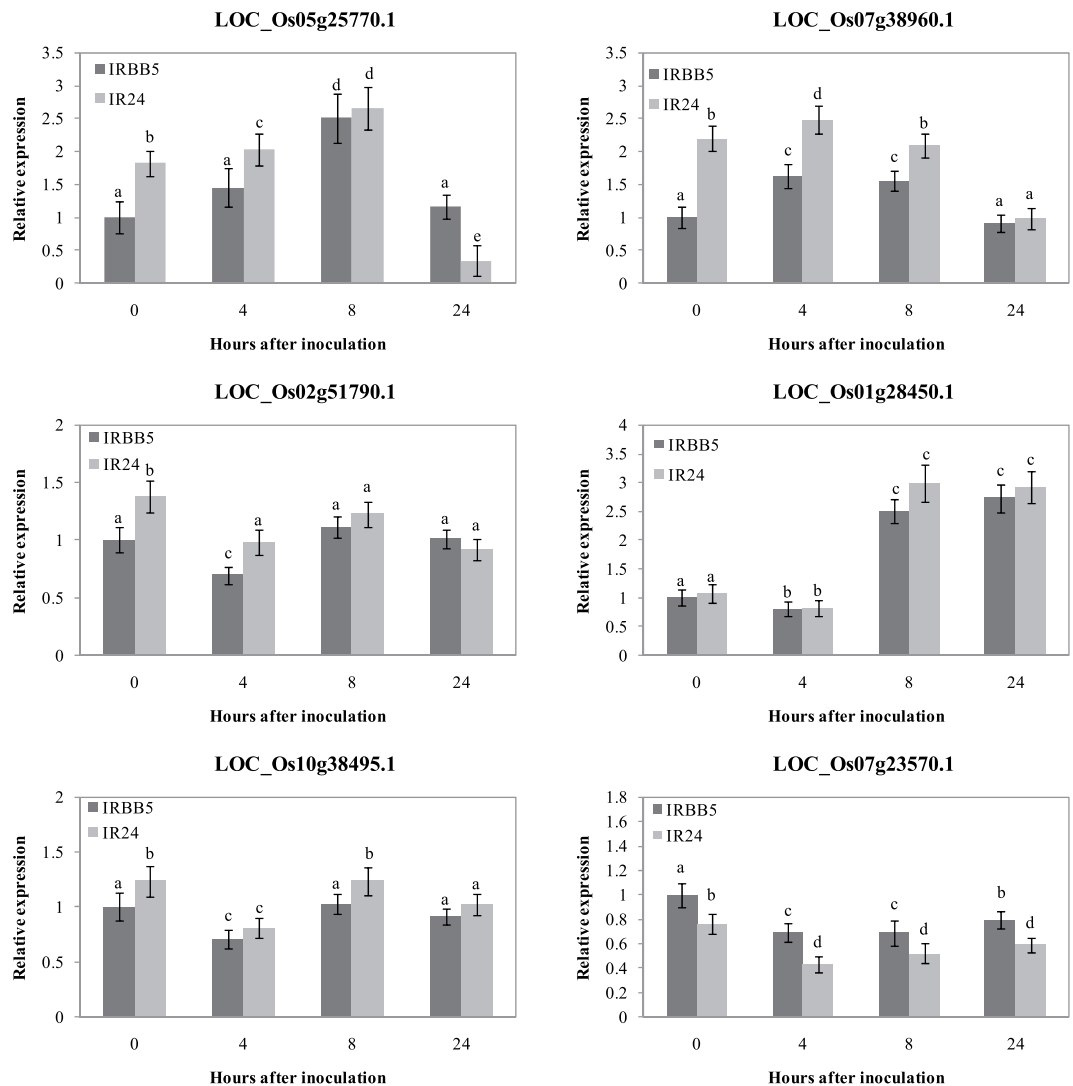 LOC_Os05g25770.1
Relative expression
3.5
3
2.5
2
1.5
1
0.5
0
IRBB5
IR24
a
b
a
c
d
d
a
e
0
4
8
24
Hours after inoculation
LOC_Os07g38960.1
Relative expression
3.5
3
2.5
2
1.5
1
0.5
0
IRBB5
IR24
a
b
c
d
c
b
a
a
0
4
8
24
Hours after inoculation
LOC_Os02g51790.1
Relative expression
2
1.5
1
0.5
0
IRBB5
IR24
a
b
c
a
a
a
a
a
0
4
8
24
Hours after inoculation
LOC_Os01g28450.1
Relative expression
4
3.5
3
2.5
2
1.5
1
0.5
0
IRBB5
IR24
a
a
b
b
c
c
c
c
0
4
8
24
Hours after inoculation
LOC_Os10g38495.1
Relative expression
2
1.5
1
0.5
0
IRBB5
IR24
a
b
c
c
a
b
a
a
0
4
8
24
Hours after inoculation
LOC_Os07g23570.1
Relative expression
1.8
1.6
1.4
1.2
1
0.8
0.6
0.4
0.2
0
IRBB5
IR24
a
b
c
d
c
d
b
d
0
4
8
24
Hours after inoculation